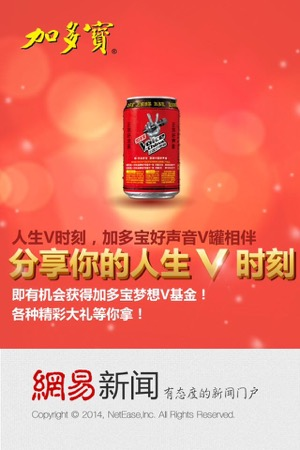 加多寶®
人生V时刻，加多宝好声音V罐相伴
分享你的人生V时刻
即有机会获得加多宝梦想V基金！
各种精彩大礼等你拿！
網易新闻 有态度的新闻门户
Copyright © 2014, NetEase,Inc. All Rights Reserved.